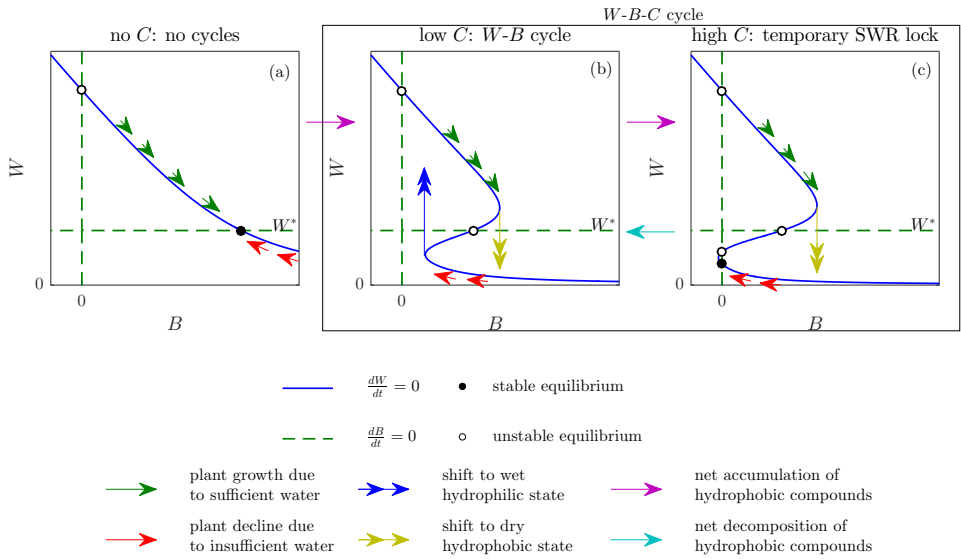 W-B-C cycle
no C: no cycles
low C: W-B cycle
high C: temporary SWR lock
(a)
(b)
(c)
W
W
W
W*
W*
W*
0
0
0
0
0
0
B
B
B
dW/dt = 0
stable equilibrium
dB/dt = 0
unstable equilibrium
plant growth due
to sufficient water
shift to wet
hydrophilic state
net accumulation of
hydrophobic compounds
plant decline due
to insufficient water
shift to dry
hydrophobic state
net decomposition of
hydrophobic compounds